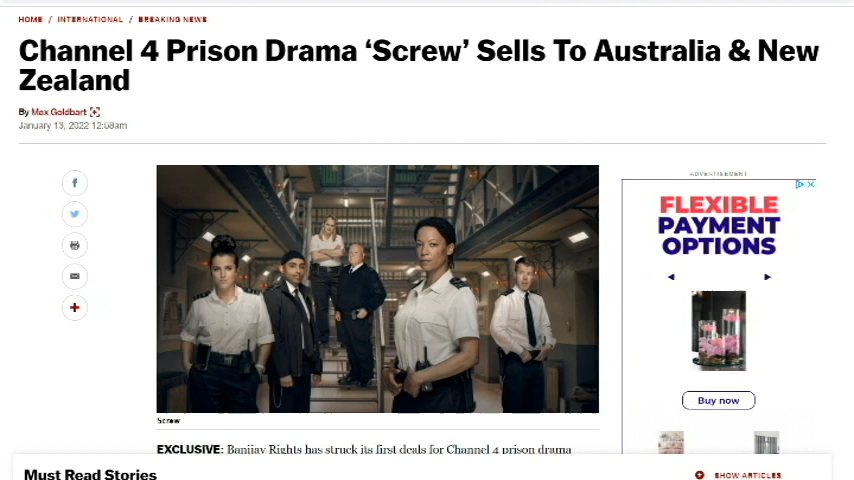 HOME / INTERNATIONAL / BREAKING NEWS
Channel 4 Prison Drama ‘Screw’ Sells To Australia & New
Zealand
By Max Goldbart
January 13, 2022 12:58am
ADVERTISEMENT
FLEXIBLE
PAYMENT
OPTIONS
Buy now
Screw
EXCLUSIVE: Banijay Rights has struck its first deals for Channel 4 prison drama
Must Read Stories
SHOW ARTICLES